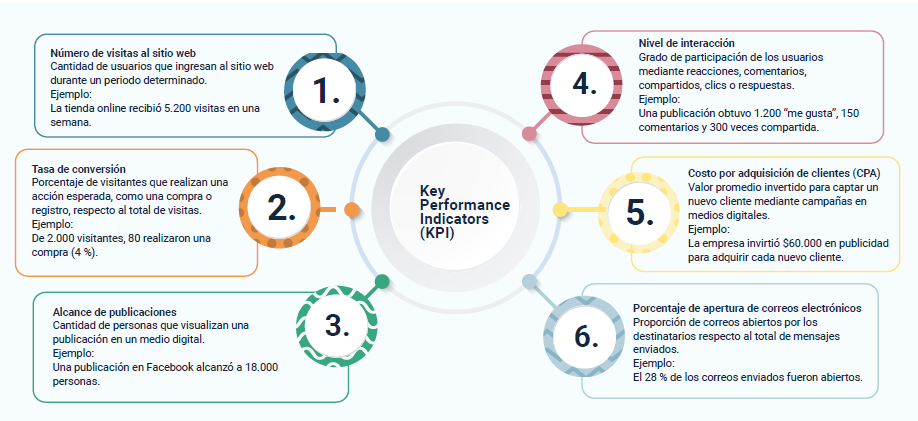 Número de visitas al sitio web
Cantidad de usuarios que ingresan al sitio web
durante un periodo determinado.
Ejemplo:
La tienda online recibió 5.200 visitas en una
semana.
1.
Tasa de conversión
Porcentaje de visitantes que realizan una
acción esperada, como una compra o
registro, respecto al total de visitas.
Ejemplo:
De 2.000 visitantes, 80 realizaron una
compra (4 %).
2.
Alcance de publicaciones
Cantidad de personas que visualizan una
publicación en un medio digital.
Ejemplo:
Una publicación en Facebook alcanzó a 18.000
personas.
3.
Key
Performance
Indicators
(KPI)
4.
Nivel de interacción
Grado de participación de los usuarios
mediante reacciones, comentarios,
compartidos, clics o respuestas.
Ejemplo:
Una publicación obtuvo 1.200 “me gusta”, 150
comentarios y 300 veces compartida.
5.
Costo por adquisición de clientes (CPA)
Valor promedio invertido para captar un
nuevo cliente mediante campañas en
medios digitales.
Ejemplo:
La empresa invirtió $60.000 en publicidad
para adquirir cada nuevo cliente.
6.
Porcentaje de apertura de correos electrónicos
Proporción de correos abiertos por los
destinatarios respecto al total de mensajes
enviados.
Ejemplo:
El 28 % de los correos enviados fueron abiertos.